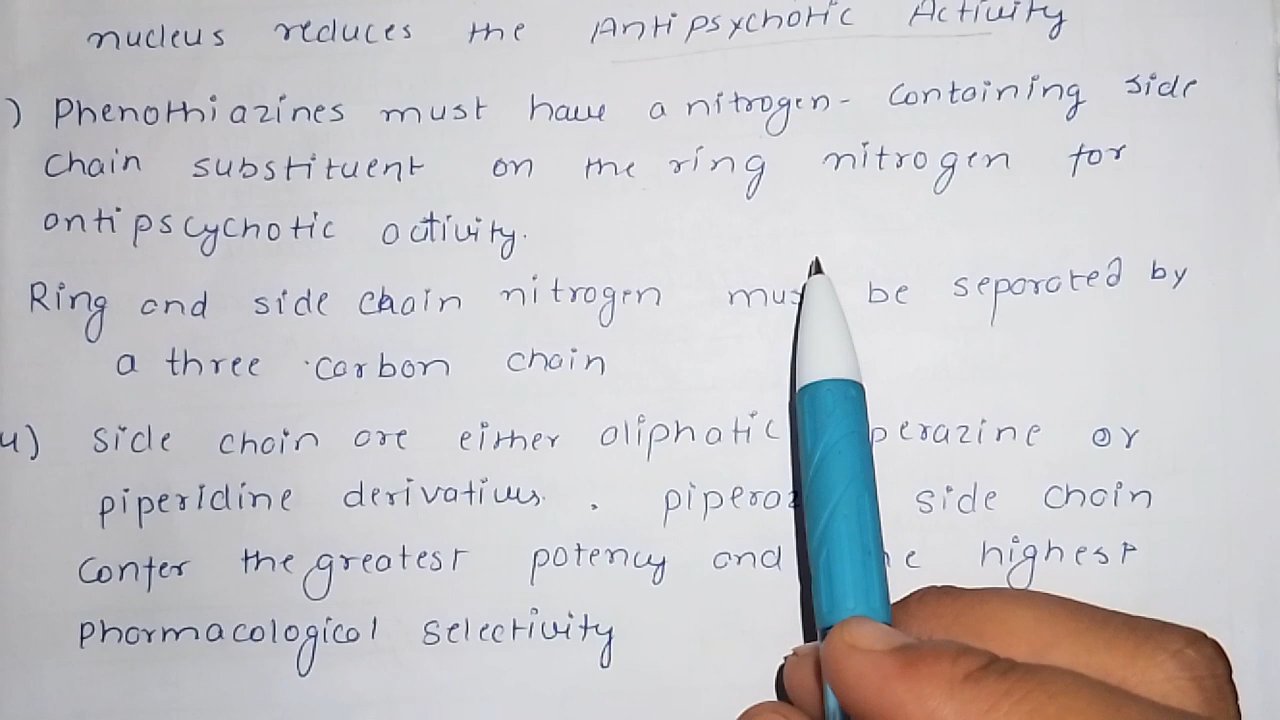 nucleus reduces the Antipsychotic Activity
) Phenothiazines must have a nitrogen- containing side
chain substituent on the ring nitrogen for
antipscychotic activity.
Ring and side chain nitrogen be separated by
a three carbon chain
4) side chain are either aliphatic or
piperidine derivatives. side chain
confer the greatest potency and highest
pharmacological selectivity